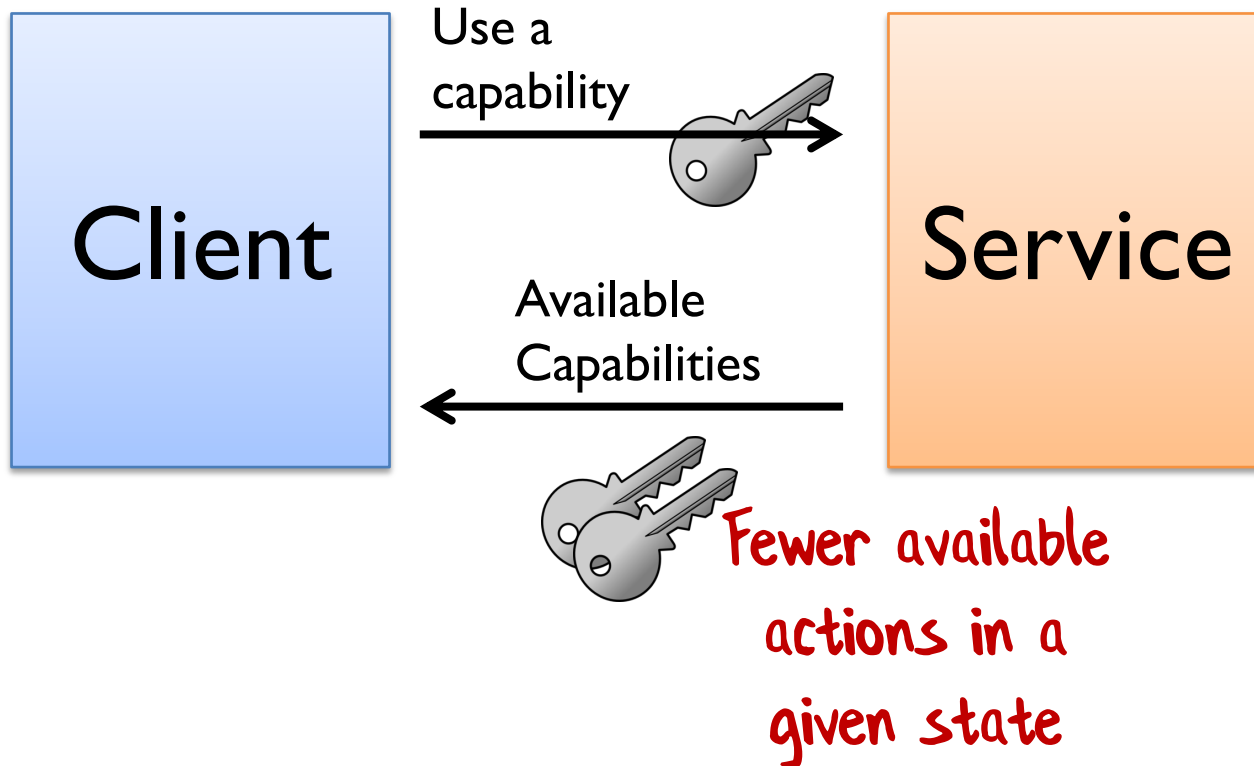 Use a
capability
Client
Service
Available
Capabilities
Fewer available
actions in a
given state